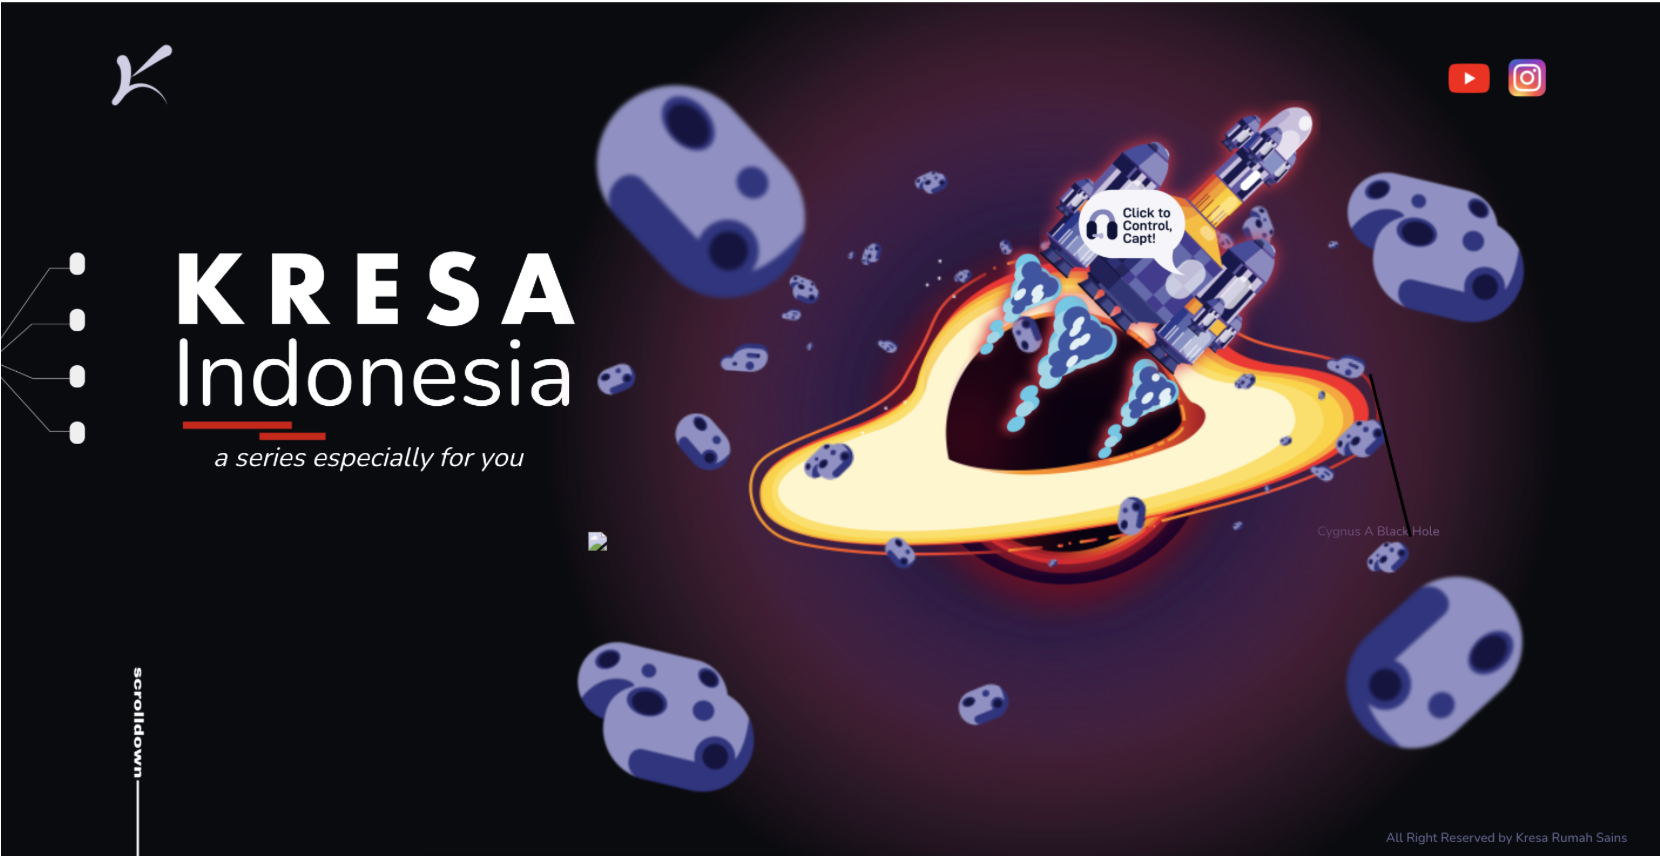 KRESA
Indonesia
a series especially for you
Click to
Control,
Capt!
Cygnus A Black Hole
scrolldown
All Right Reserved by Kresa Rumah Sains